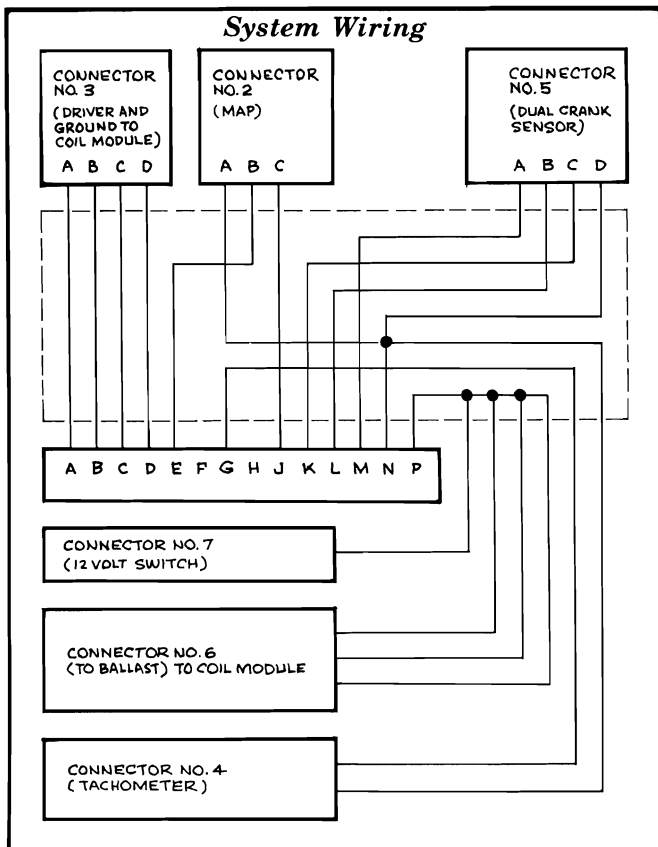 System Wiring
CONNECTOR
NO. 3
(DRIVER AND
GROUND TO
COIL MODULE)
A B C D
CONNECTOR
NO. 2
(MAP)
A B C
CONNECTOR
NO. 5
(DUAL CRANK
SENSOR)
A B C D
A B C D E F G H J K L M N P
CONNECTOR NO. 7
(12 VOLT SWITCH)
CONNECTOR NO. 6
(TO BALLAST) TO COIL MODULE
CONNECTOR NO. 4
(TACHOMETER)